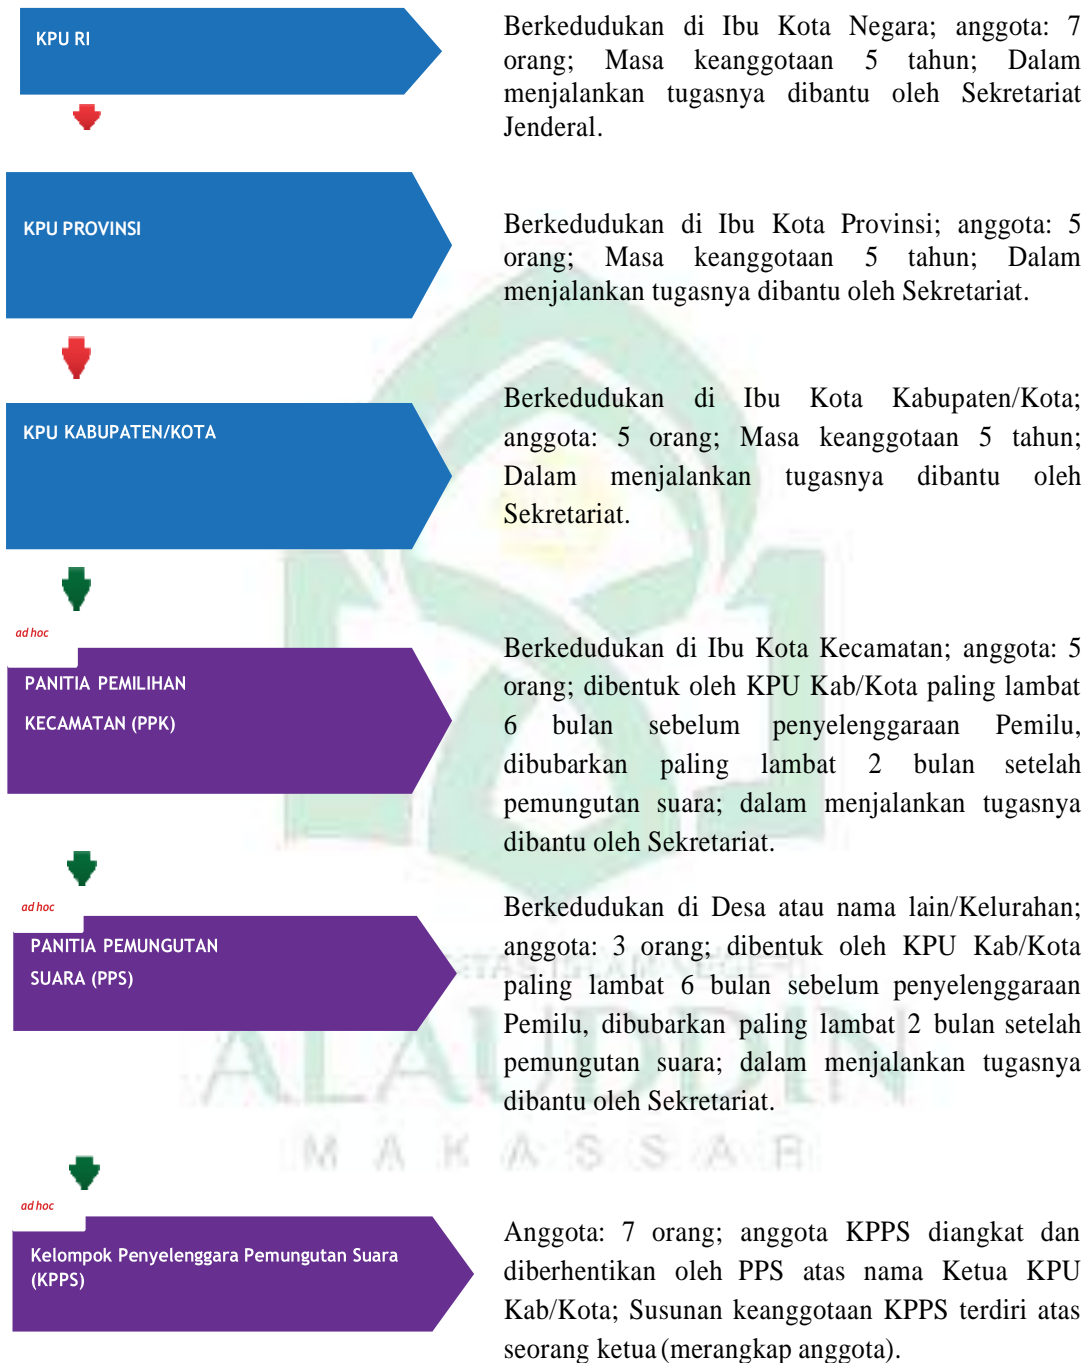 KPU RI
Berkedudukan di Ibu Kota Negara; anggota: 7
orang; Masa keanggotaan 5 tahun; Dalam
menjalankan tugasnya dibantu oleh Sekretariat
Jenderal.
KPU PROVINSI
Berkedudukan di Ibu Kota Provinsi; anggota: 5
orang; Masa keanggotaan 5 tahun; Dalam
menjalankan tugasnya dibantu oleh Sekretariat.
KPU KABUPATEN/KOTA
Berkedudukan di Ibu Kota Kabupaten/Kota;
anggota: 5 orang; Masa keanggotaan 5 tahun;
Dalam menjalankan tugasnya dibantu oleh
Sekretariat.
ad hoc
PANITIA PEMILIHAN
KECAMATAN (PPK)
Berkedudukan di Ibu Kota Kecamatan; anggota: 5
orang; dibentuk oleh KPU Kab/Kota paling lambat
6 bulan sebelum penyelenggaraan Pemilu,
dibubarkan paling lambat 2 bulan setelah
pemungutan suara; dalam menjalankan tugasnya
dibantu oleh Sekretariat.
ad hoc
PANITIA PEMUNGUTAN
SUARA (PPS)
Berkedudukan di Desa atau nama lain/Kelurahan;
anggota: 3 orang; dibentuk oleh KPU Kab/Kota
paling lambat 6 bulan sebelum penyelenggaraan
Pemilu, dibubarkan paling lambat 2 bulan setelah
pemungutan suara; dalam menjalankan tugasnya
dibantu oleh Sekretariat.
ALAUDDIN
MAKASSAR
ad hoc
Kelompok Penyelenggara Pemungutan Suara
(KPPS)
Anggota: 7 orang; anggota KPPS diangkat dan
diberhentikan oleh PPS atas nama Ketua KPU
Kab/Kota; Susunan keanggotaan KPPS terdiri atas
seorang ketua (merangkap anggota).